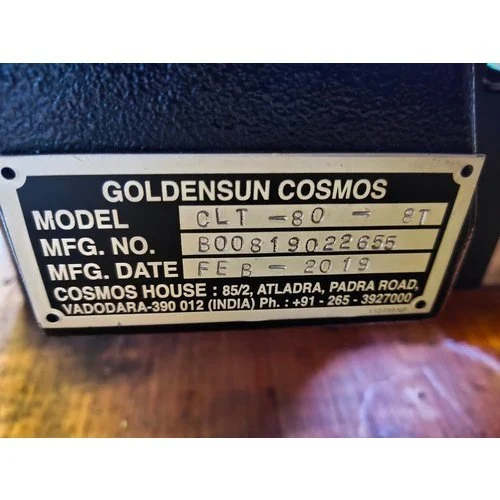 GOLDENSUN COSMOS
MODEL CLT -80 - 8T
MFG. NO. B00819022655
MFG. DATE FEB - 2019
COSMOS HOUSE : 85/2, ATLADRA, PADRA ROAD,
VADODARA-390 012 (INDIA) Ph. : +91 - 265 - 3927000